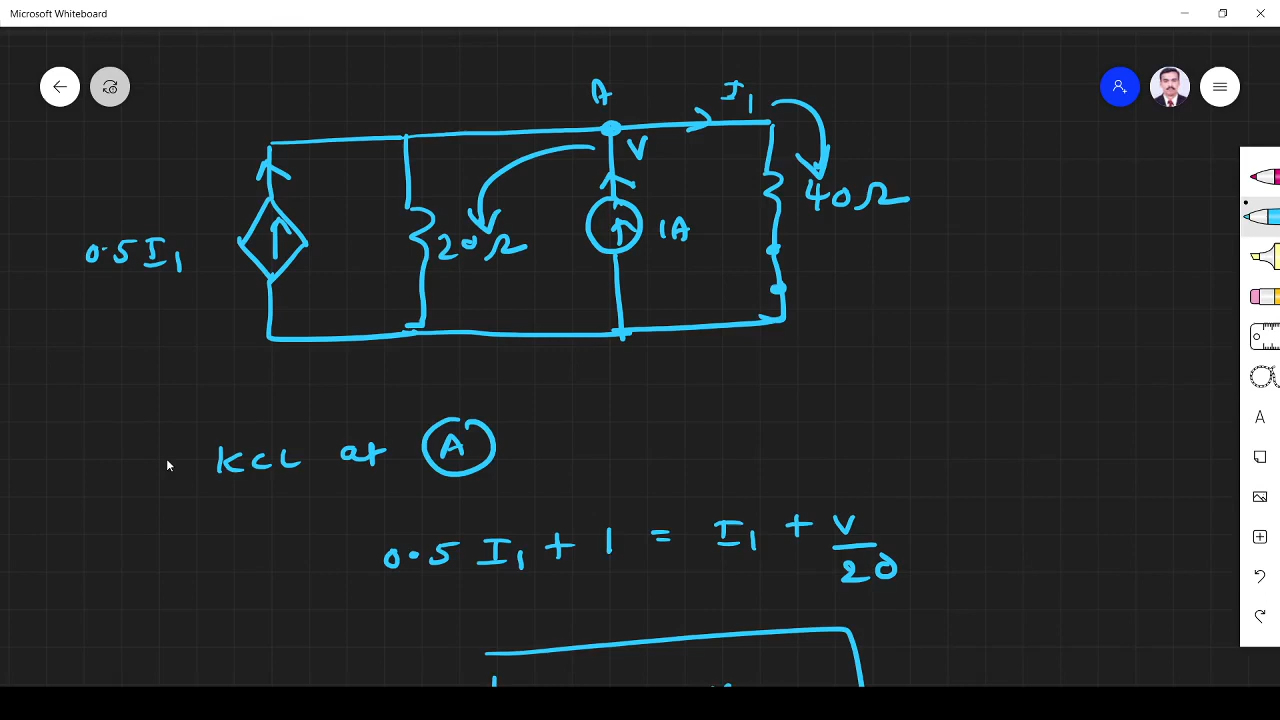 Microsoft Whiteboard
A
I₁
V
40Ω
0.5 I₁
20Ω
1A
KCL at A
0.5 I₁ + 1 = I₁ + V/20
A